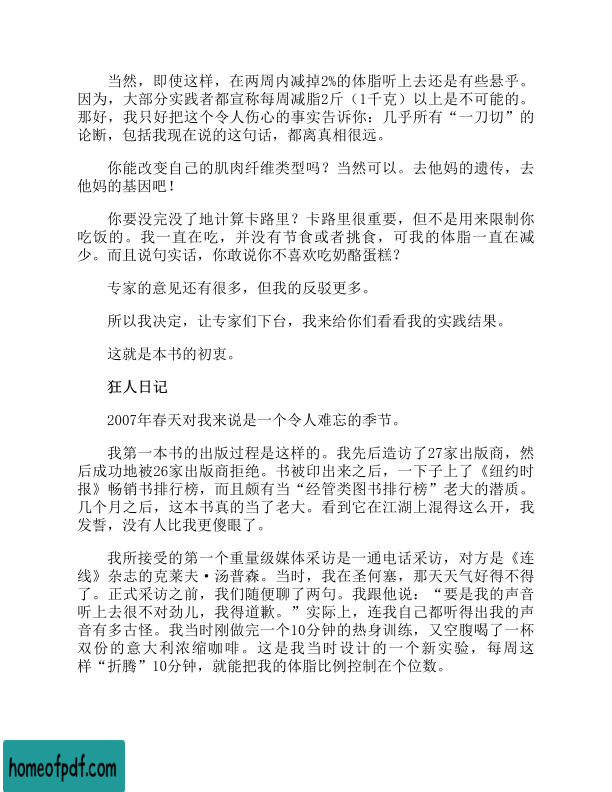 当然，即使这样，在两周内减掉2%的体脂听上去还是有些悬乎。
因为，大部分实践者都宣称每周减脂2斤（1千克）以上是不可能的。
那好，我只好把这个令人伤心的事实告诉你：几乎所有“一刀切”的
论断，包括我现在说的这句话，都离真相很远。
你能改变自己的肌肉纤维类型吗？当然可以。去他妈的遗传，去
他妈的基因吧！
你要没完没了地计算卡路里？卡路里很重要，但不是用来限制你
吃饭的。我一直在吃，并没有节食或者挑食，可我的体脂一直在减
少。而且说句实话，你敢说你不喜欢吃奶酪蛋糕？
专家的意见还有很多，但我的反驳更多。
所以我决定，让专家们下台，我来给你们看看我的实践结果。
这就是本书的初衷。
狂人日记
2007年春天对我来说是一个令人难忘的季节。
我第一本书的出版过程是这样的。我先后造访了27家出版商，然
后成功地被26家出版商拒绝。书被印出来之后，一下子上了《纽约时
报》畅销书排行榜，而且颇有当“经管类图书排行榜”老大的潜质。
几个月之后，这本书真的当了老大。看到它在江湖上混得这么开，我
发誓，没有人比我更傻眼了。
我所接受的第一个重量级媒体采访是一通电话采访，对方是《连
线》杂志的克莱夫·汤普森。当时，我在圣何塞，那天天气好得不得
了。正式采访之前，我们随便聊了两句。我跟他说：“要是我的声音
听上去很不对劲儿，我得道歉。”实际上，连我自己都听得出我的声
音有多古怪。我当时刚做完一个10分钟的热身训练，又空腹喝了一杯
双份的意大利浓缩咖啡。这是我当时设计的一个新实验，每周这
样“折腾”10分钟，就能把我的体脂比例控制在个位数。
homeofpdf.com